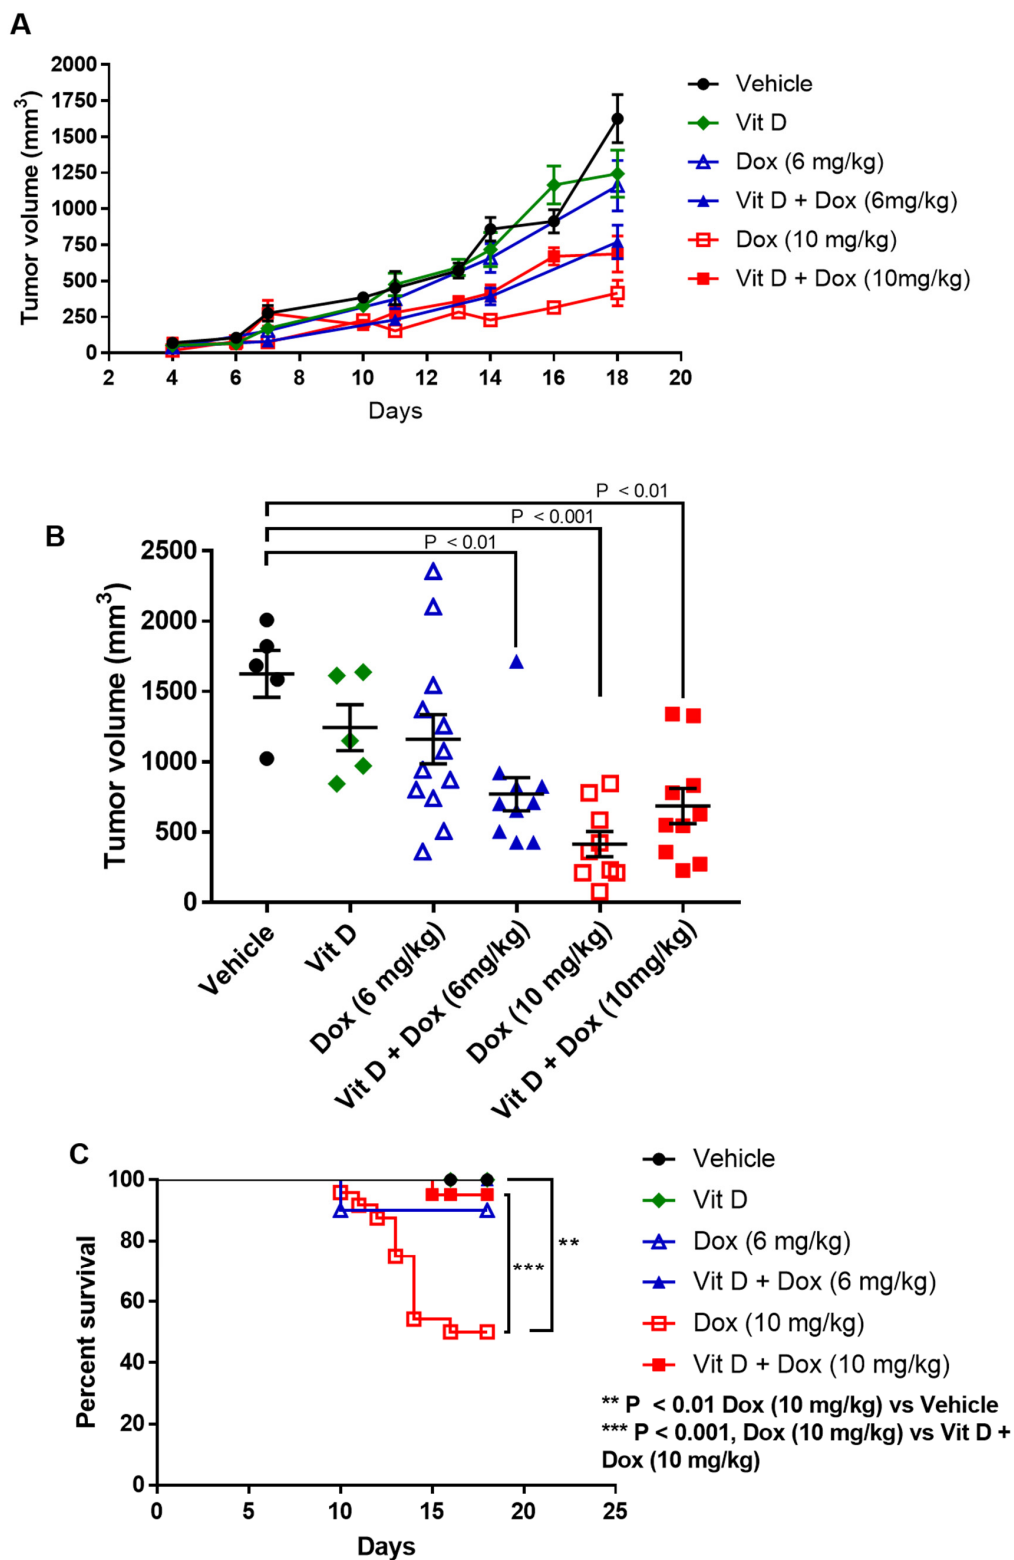 A
Tumor volume (mm3)
2000
1750
1500
1250
1000
750
500
250
0
2 4 6 8 10 12 14 16 18 20
Days
Vehicle
Vit D
Dox (6 mg/kg)
Vit D + Dox (6mg/kg)
Dox (10 mg/kg)
Vit D + Dox (10mg/kg)
B
P < 0.01
P < 0.001
P < 0.01
Tumor volume (mm3)
2500
2000
1500
1000
500
0
Vehicle
Vit D
Dox (6 mg/kg)
Vit D + Dox (6mg/kg)
Dox (10 mg/kg)
Vit D + Dox (10mg/kg)
C
Percent survival
100
80
60
40
20
0
0 5 10 15 20 25
Days
**
***
Vehicle
Vit D
Dox (6 mg/kg)
Vit D + Dox (6 mg/kg)
Dox (10 mg/kg)
Vit D + Dox (10 mg/kg)
** P < 0.01 Dox (10 mg/kg) vs Vehicle
*** P < 0.001, Dox (10 mg/kg) vs Vit D +
Dox (10 mg/kg)